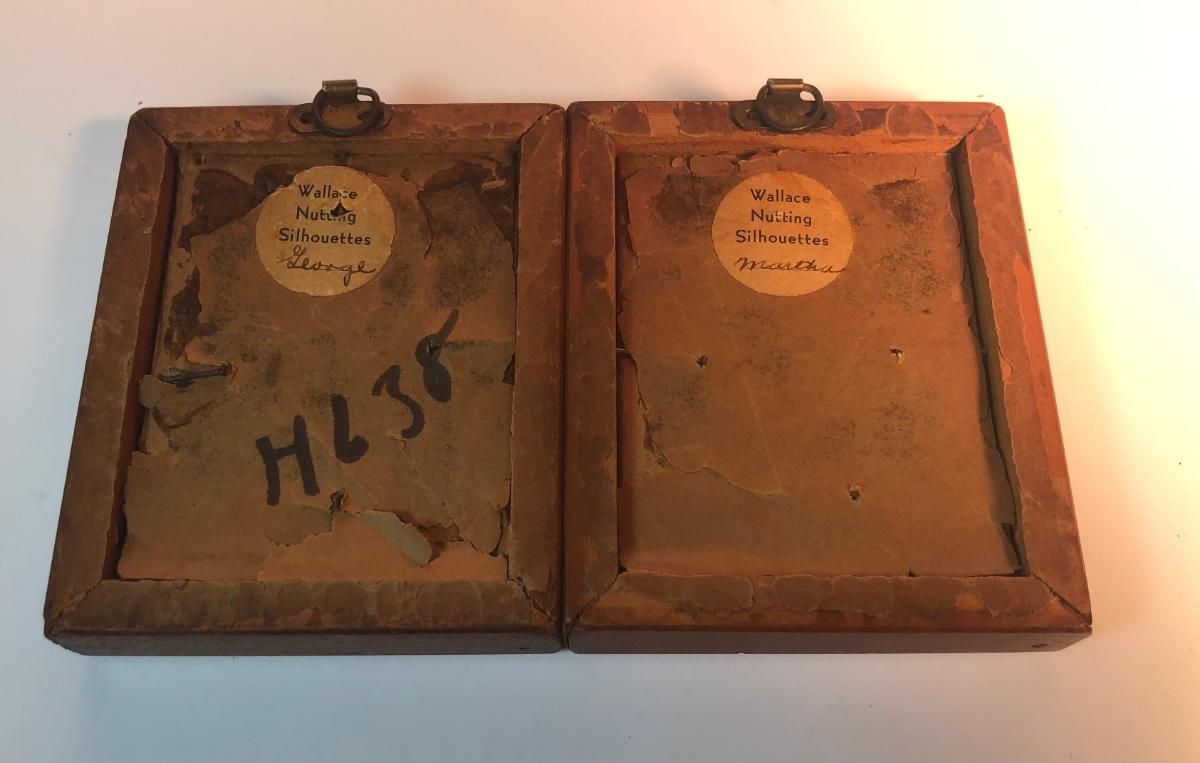 Wallace
Nutting
Silhouettes
George
H638
Wallace
Nutting
Silhouettes
Martha